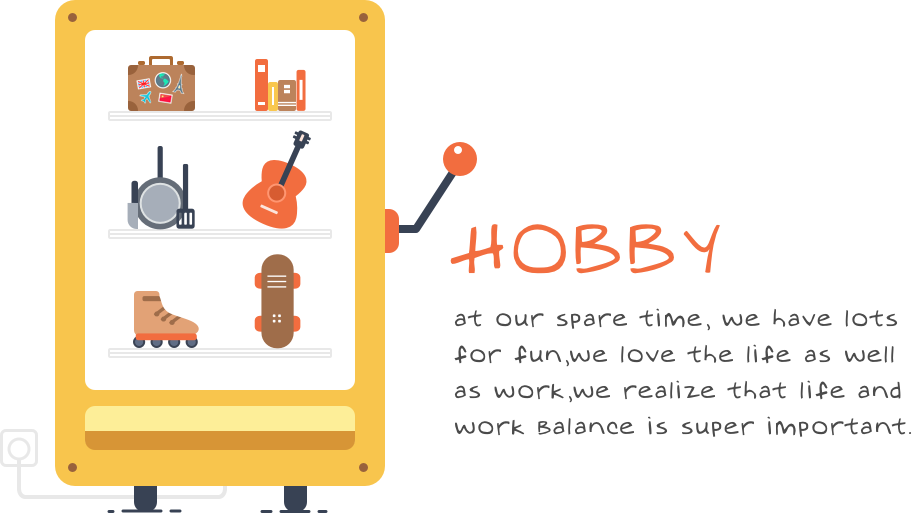 HOBBY
at our spare time, we have lots
for fun,we love the life as well
as work,we realize that life and
work Balance is super important.